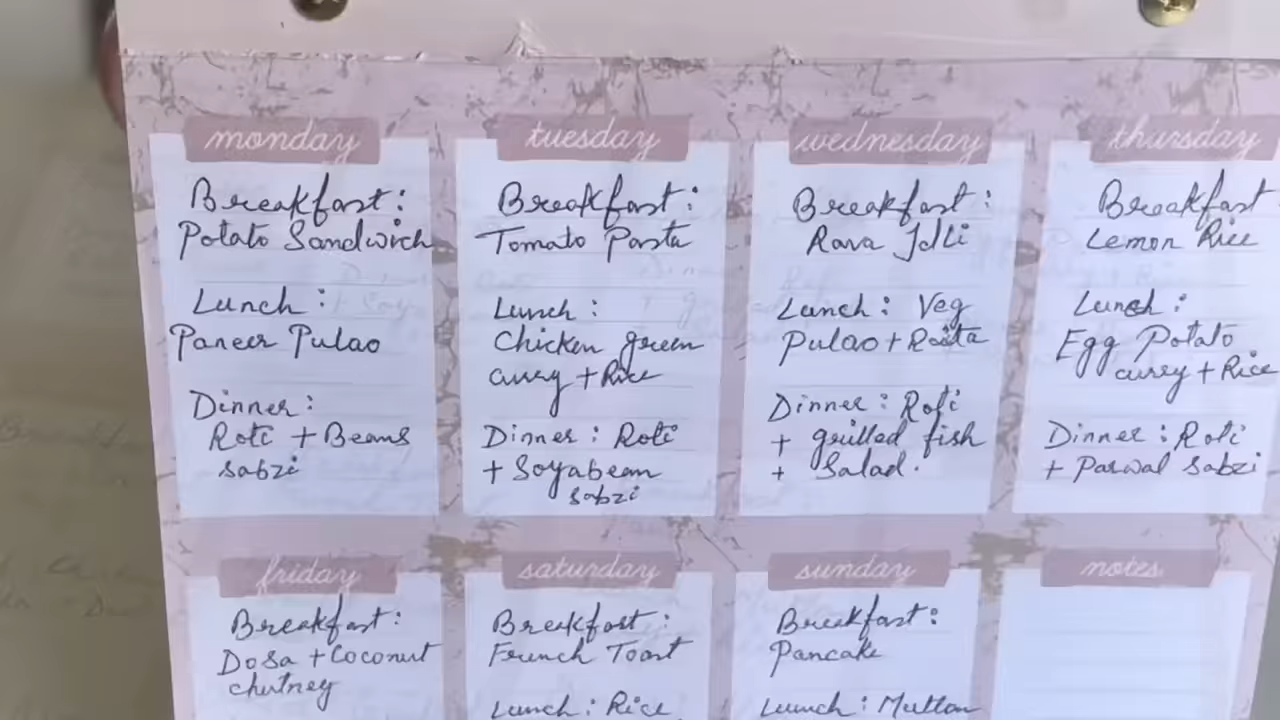 monday
Breakfast:
Potato Sandwich
Lunch:
Paneer Pulao
Dinner:
Roti + Beans
sabzi
tuesday
Breakfast:
Tomato Pasta
Lunch:
Chicken green
curry + Rice
Dinner: Roti
+ Soyabean
sabzi
wednesday
Breakfast:
Rava Idli
Lunch: Veg
Pulao + Raita
Dinner: Roti
+ grilled fish
+ Salad.
thursday
Breakfast
Lemon Rice
Lunch:
Egg Potato
curry + Rice
Dinner: Roti
+ Parwal Sabzi
friday
Breakfast:
Dosa + Coconut
chutney
saturday
Breakfast:
French Toast
Lunch: Rice
sunday
Breakfast:
Pancake
Lunch: Mutton
notes